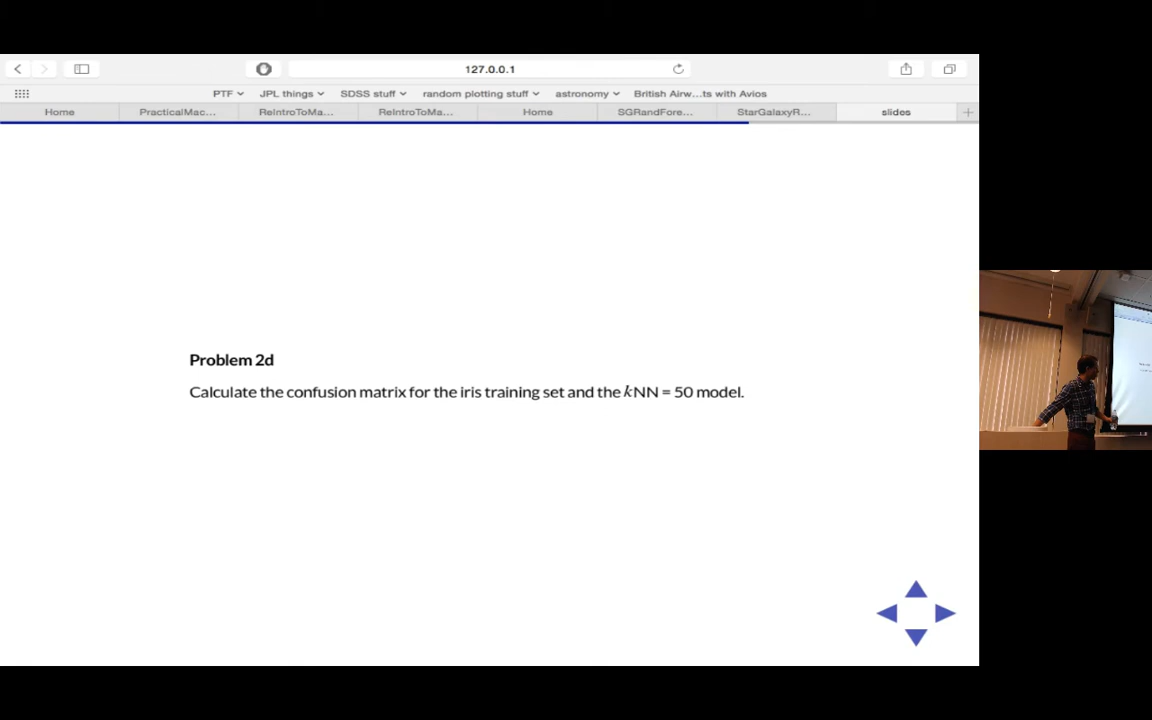 127.0.0.1
PTF JPL things SDSS stuff random plotting stuff astronomy British Airw...ts with Avios
Home PracticalMac... ReIntroToMa... ReIntroToMa... Home SGRandFore... StarGalaxyR... slides
Problem 2d
Calculate the confusion matrix for the iris training set and the kNN = 50 model.